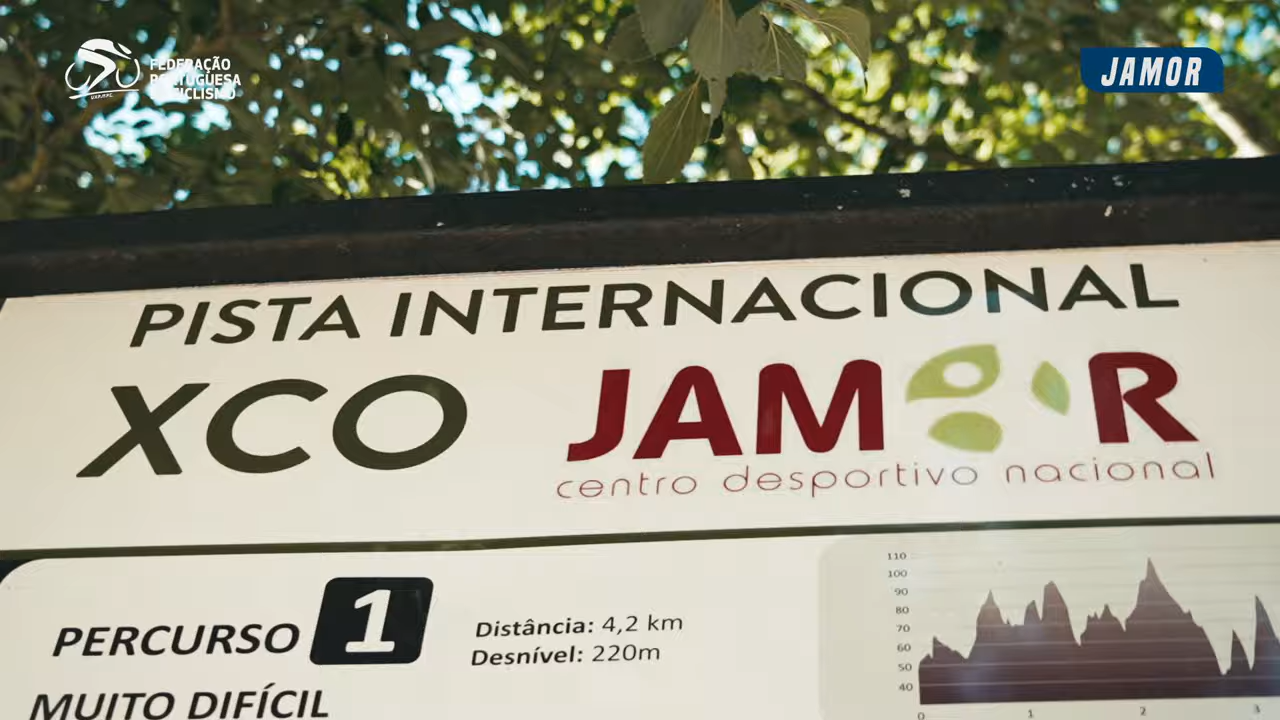 FEDERAÇÃO
PORTUGUESA
CICLISMO
JAMOR
PISTA INTERNACIONAL
XCO JAMOR
centro desportivo nacional
PERCURSO 1
Distância: 4,2 km
Desnível: 220m
MUITO DIFÍCIL
110
100
90
80
70
60
50
40
0 1 2 3